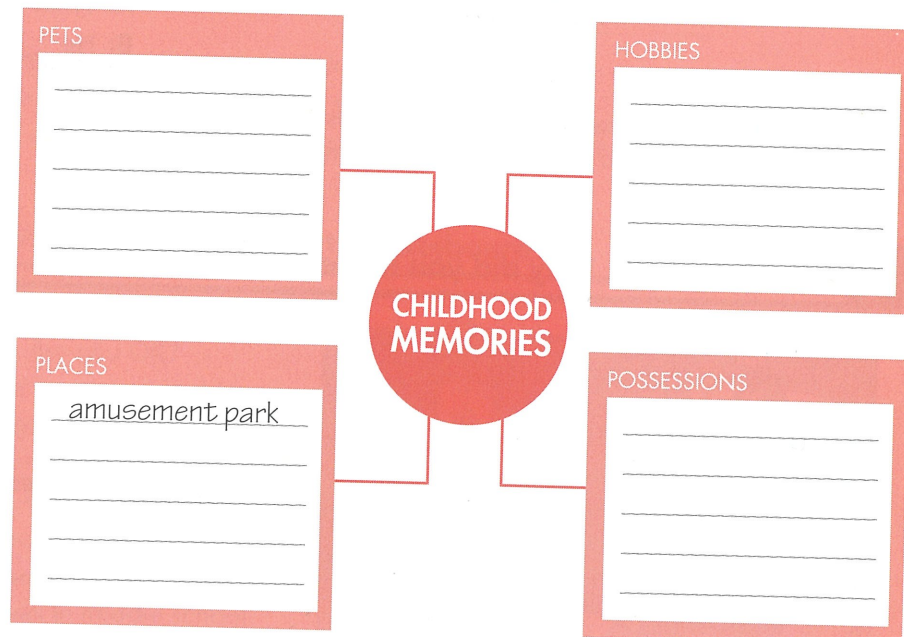 PETS
HOBBIES
CHILDHOOD
MEMORIES
PLACES
amusement park
POSSESSIONS